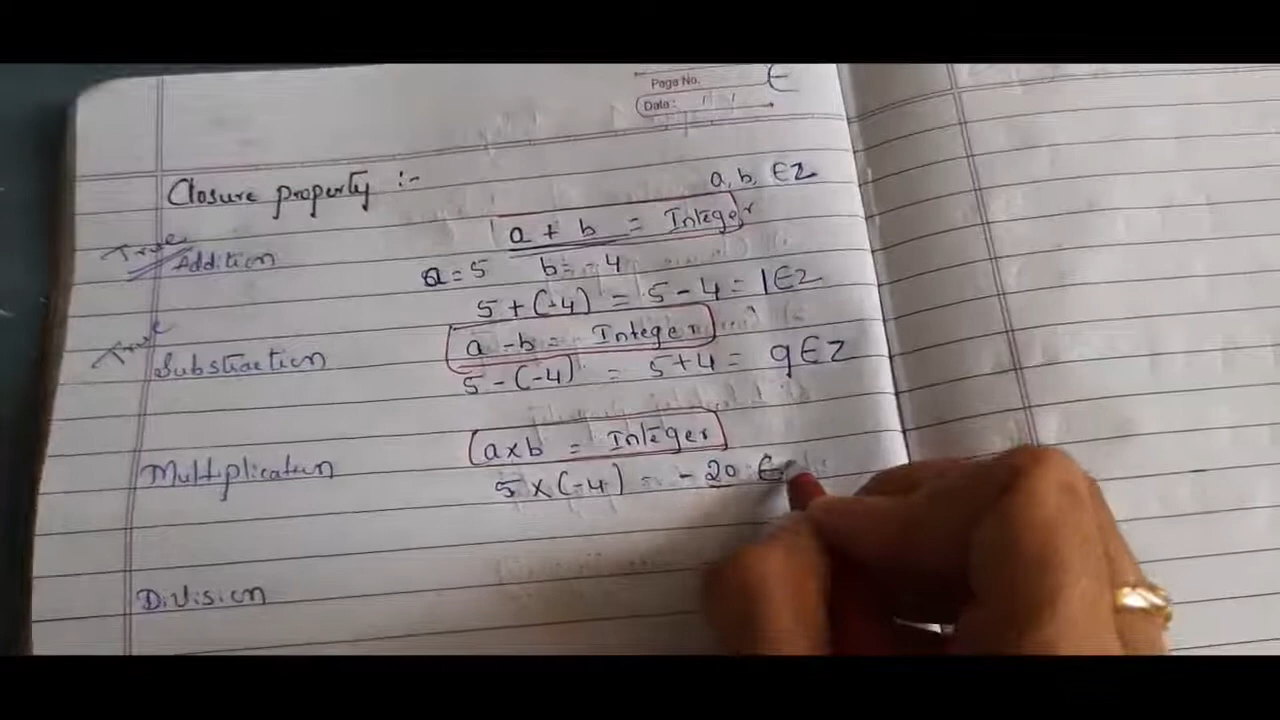 Page No.
Date: / /
E
Closure property :-
a, b, ∈ Z
True
Addition
a + b = Integer
a = 5 b = -4
5 + (-4) = 5 - 4 = 1 ∈ Z
True
Substraction
a - b = Integer
5 - (-4) = 5 + 4 = 9 ∈ Z
Multiplication
a x b = Integer
5 x (-4) = - 20 ∈
Division